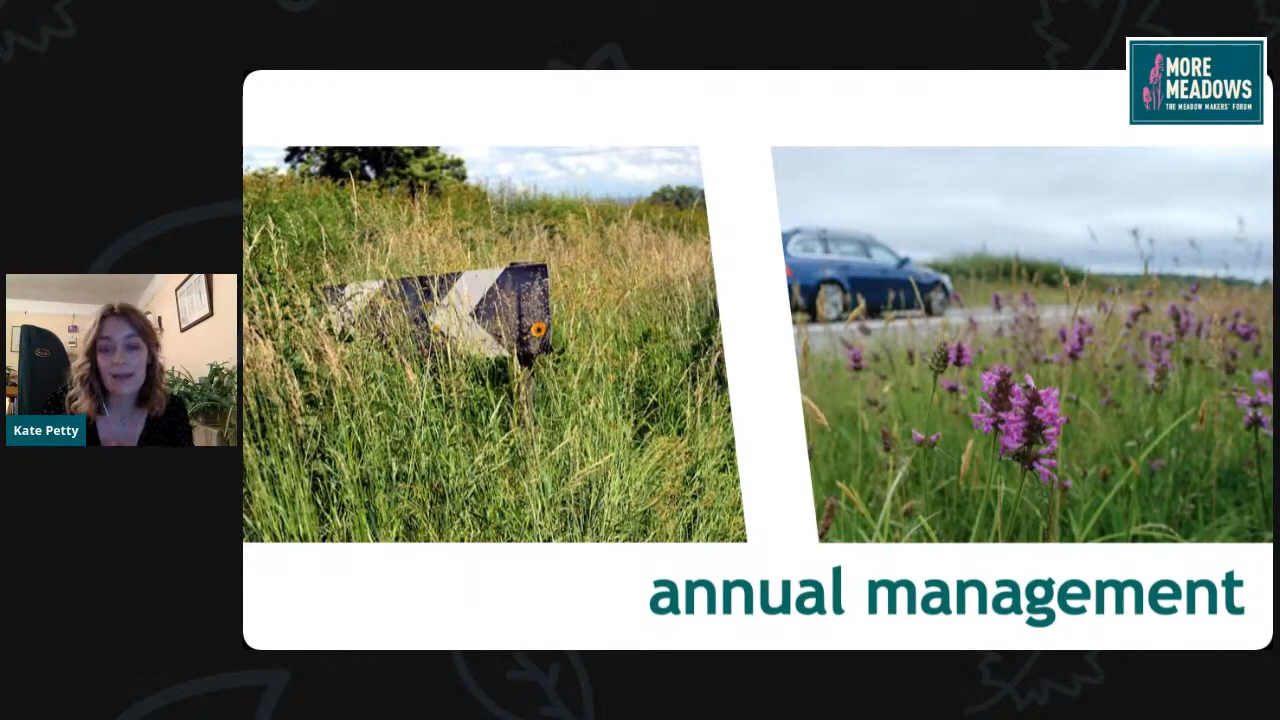 MORE
MEADOWS
THE MEADOW MAKERS' FORUM
Kate Petty
annual management